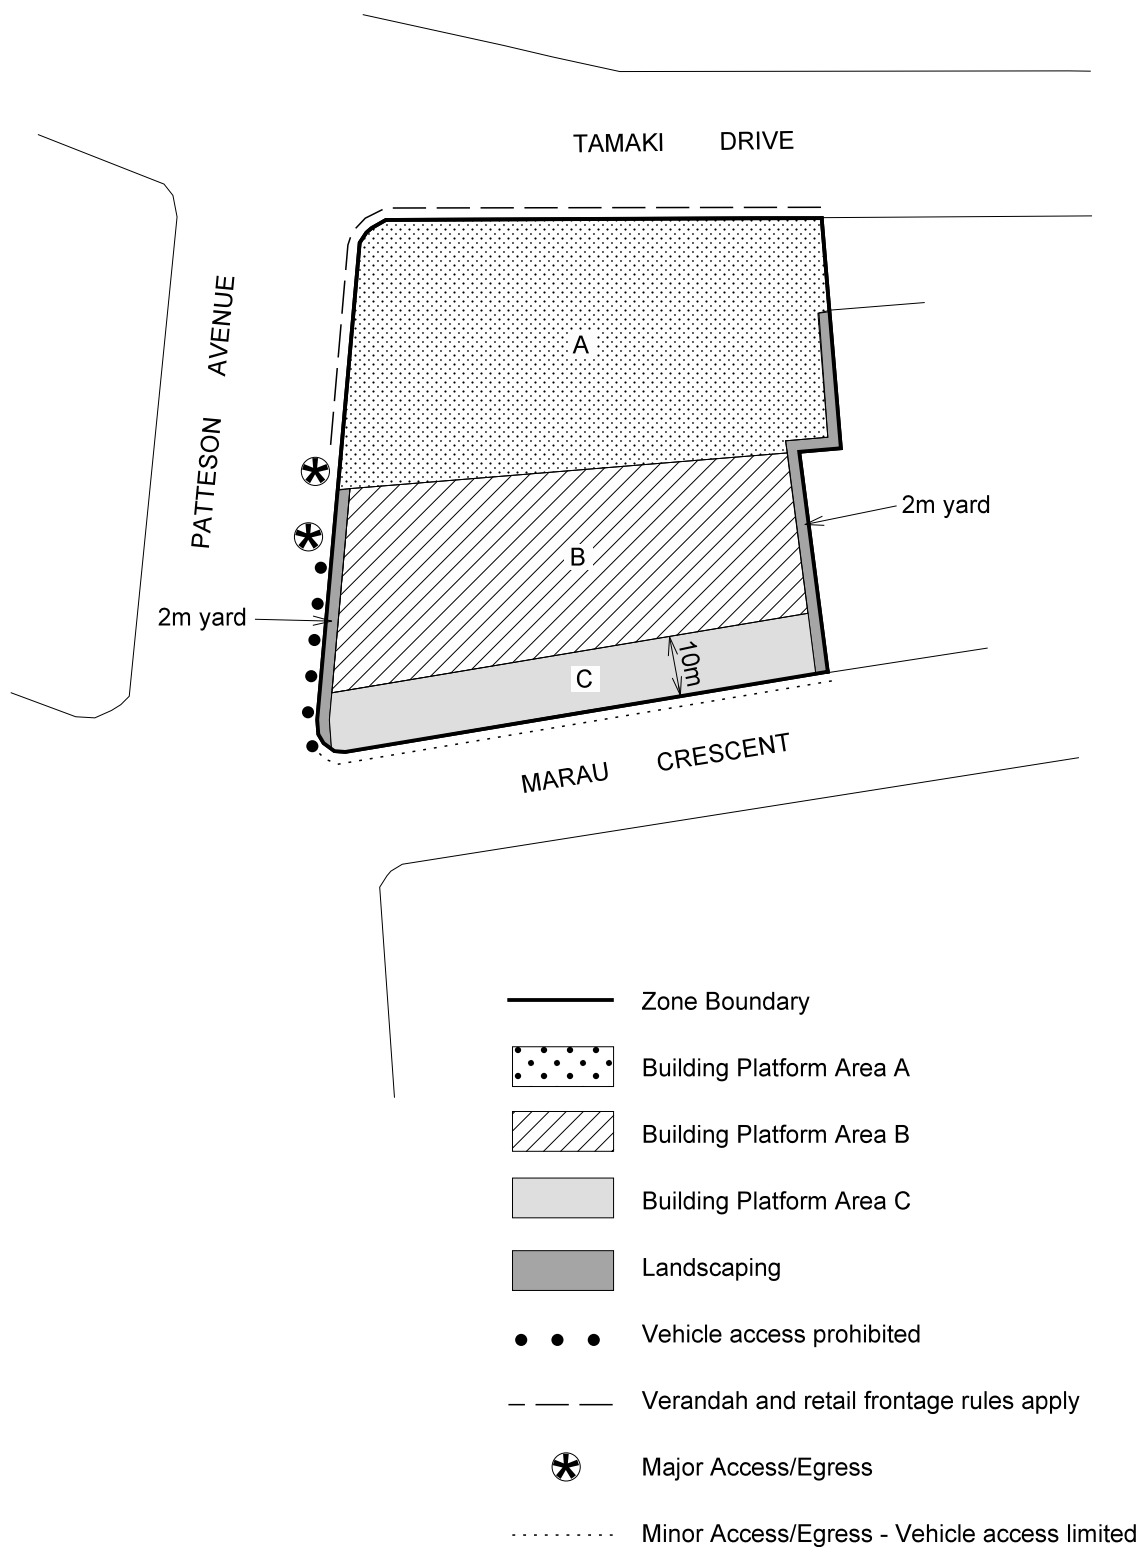 TAMAKI DRIVE
PATTESON AVENUE
A
2m yard
B
2m yard
10m
C
MARAU CRESCENT
Zone Boundary
Building Platform Area A
Building Platform Area B
Building Platform Area C
Landscaping
Vehicle access prohibited
Verandah and retail frontage rules apply
Major Access/Egress
Minor Access/Egress - Vehicle access limited